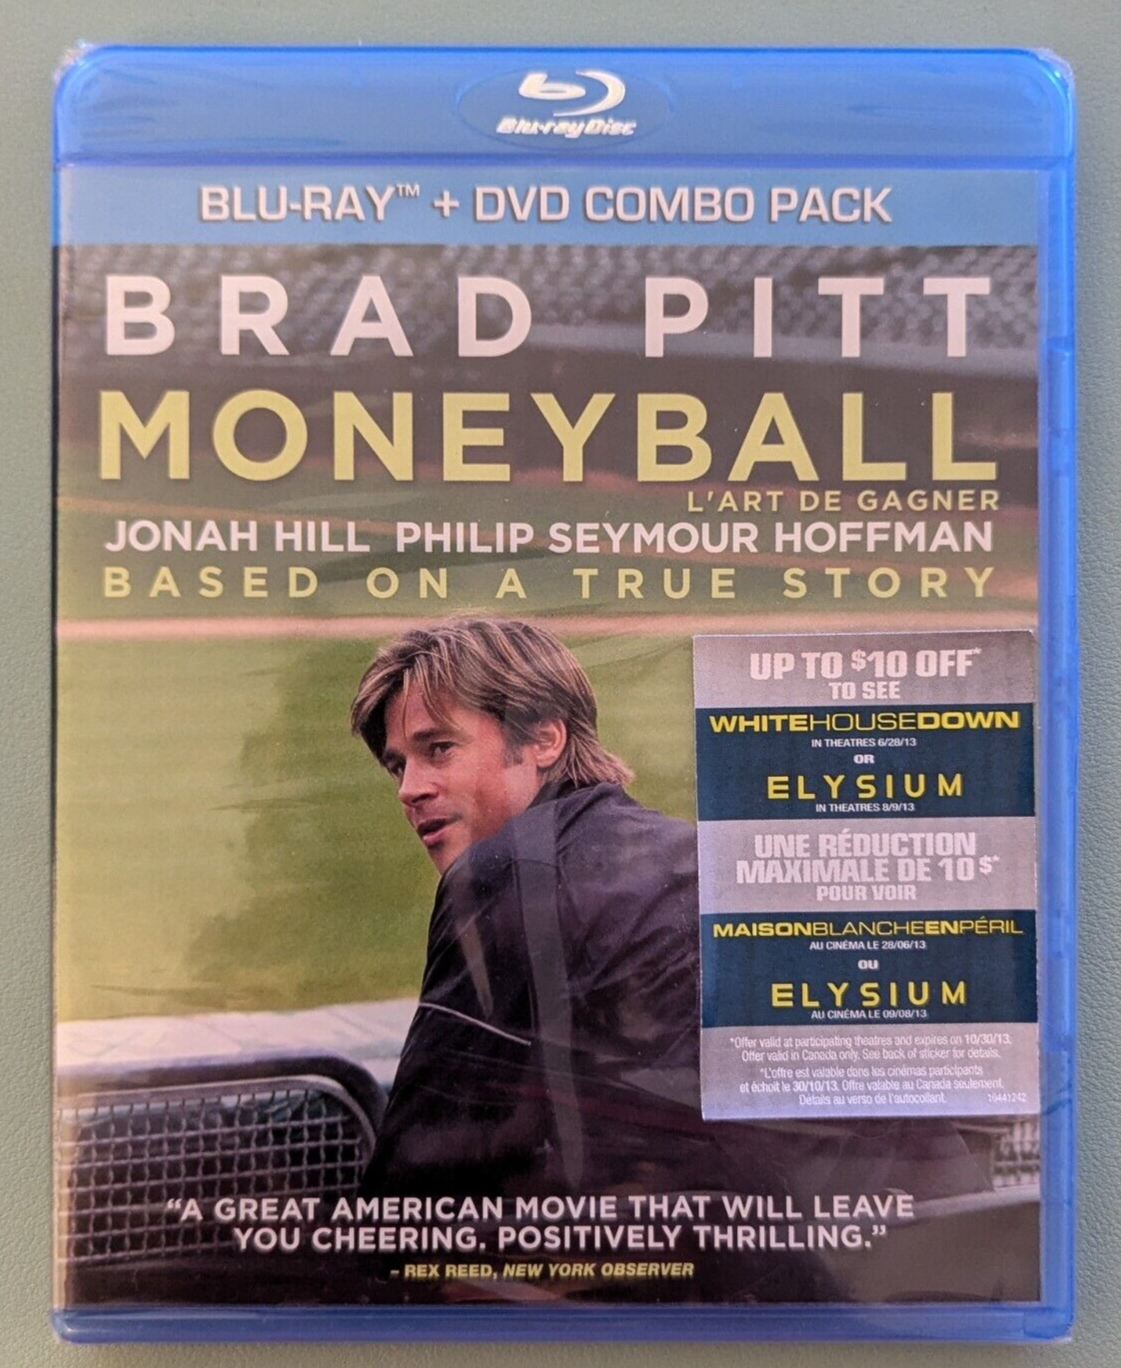 Blu-ray Disc
BLU-RAY™ + DVD COMBO PACK
BRAD PITT
MONEYBALL
L'ART DE GAGNER
JONAH HILL PHILIP SEYMOUR HOFFMAN
BASED ON A TRUE STORY
UP TO $10 OFF*
TO SEE
WHITEHOUSEDOWN
IN THEATRES 6/28/13
OR
ELYSIUM
IN THEATRES 8/9/13
UNE RÉDUCTION
MAXIMALE DE 10 $*
POUR VOIR
MAISONBLANCHEENPÉRIL
AU CINÉMA LE 28/06/13
OU
ELYSIUM
AU CINÉMA LE 09/08/13
*Offer valid at participating theatres and expires on 10/30/13.
Offer valid in Canada only. See back of sticker for details.
*L'offre est valable dans les cinémas participants
et échoit le 30/10/13. Offre valable au Canada seulement.
Détails au verso de l'autocollant. 19441242
"A GREAT AMERICAN MOVIE THAT WILL LEAVE
YOU CHEERING. POSITIVELY THRILLING."
– REX REED, NEW YORK OBSERVER